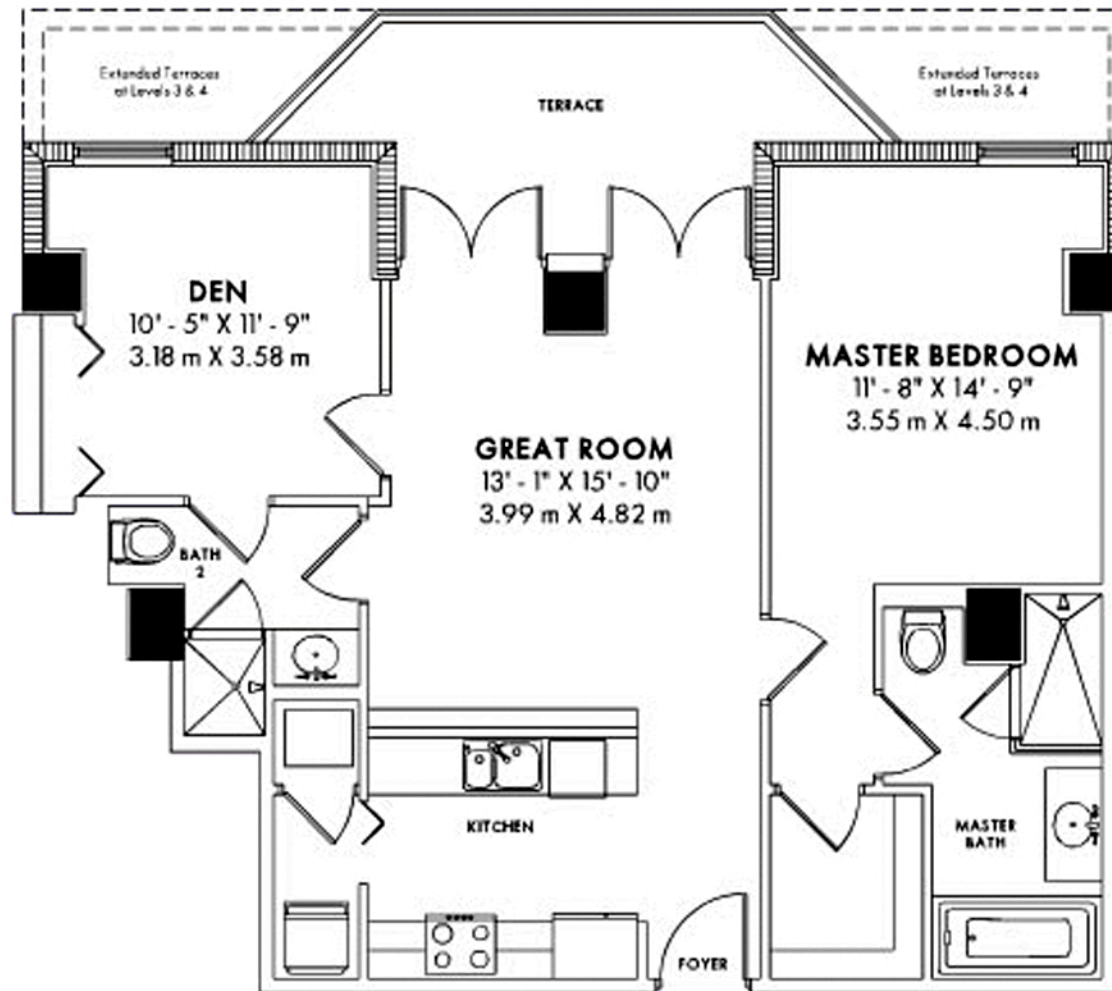 Extended Terraces
at Levels 3 & 4
TERRACE
Extended Terraces
at Levels 3 & 4
DEN
10' - 5" X 11' - 9"
3.18 m X 3.58 m
MASTER BEDROOM
11' - 8" X 14' - 9"
3.55 m X 4.50 m
GREAT ROOM
13' - 1" X 15' - 10"
3.99 m X 4.82 m
BATH
2
KITCHEN
MASTER
BATH
FOYER